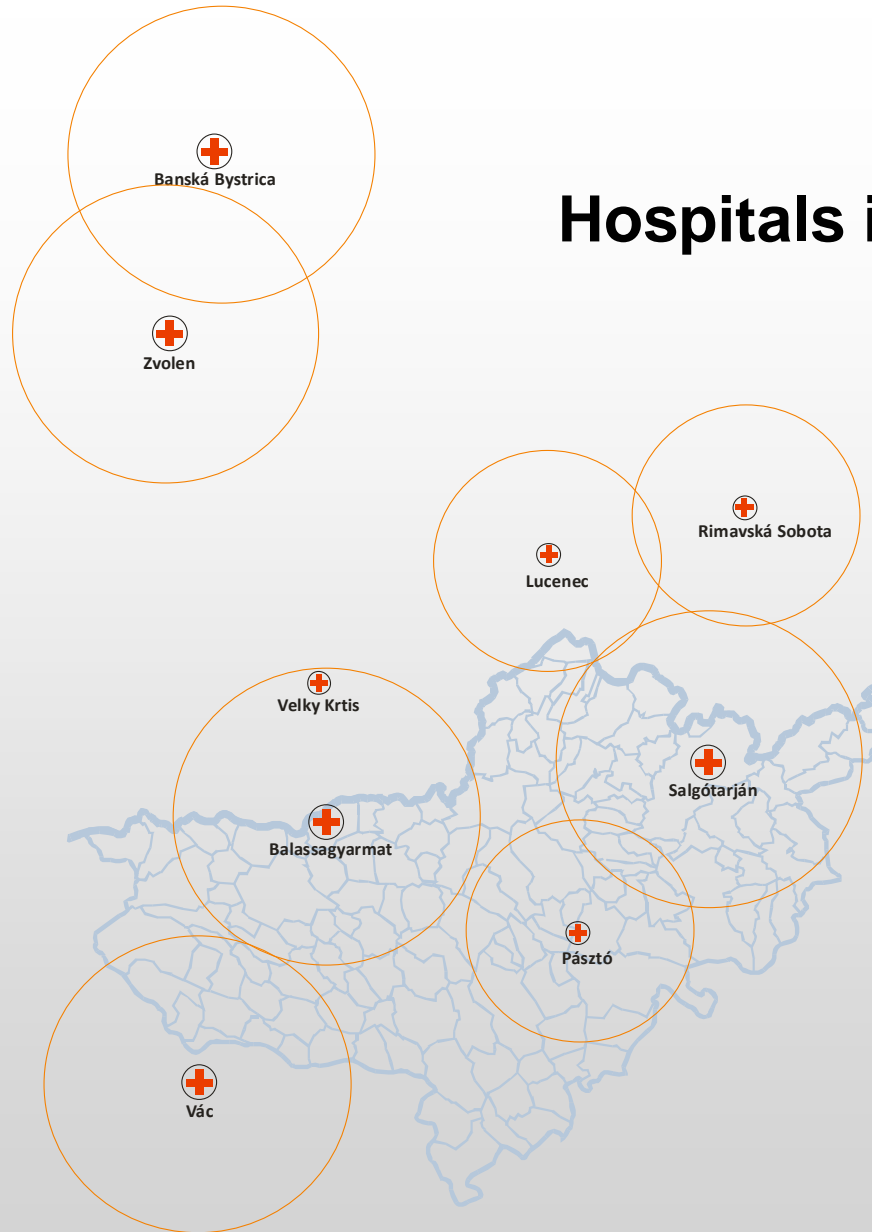 Banská Bystrica
Hospitals i
Zvolen
Rimavská Sobota
Lucenec
Velky Krtis
Salgótarján
Balassagyarmat
Pásztó
Vác